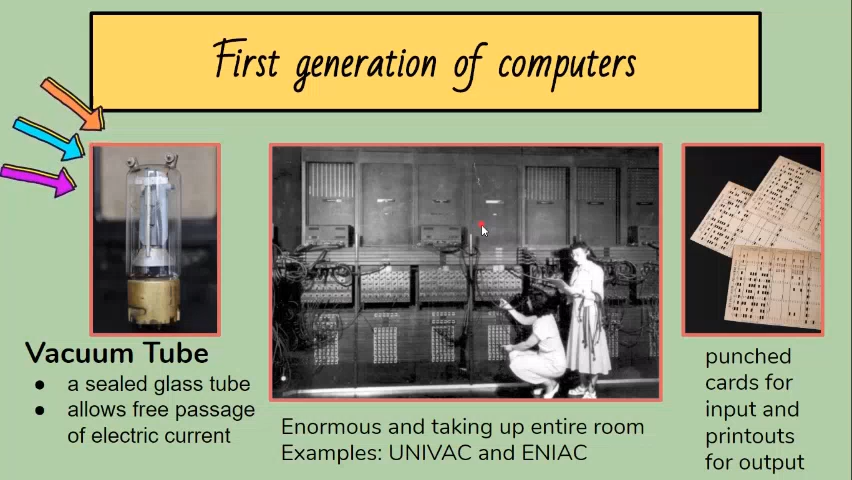 First generation of computers
Vacuum Tube
● a sealed glass tube
● allows free passage
of electric current
Enormous and taking up entire room
Examples: UNIVAC and ENIAC
punched
cards for
input and
printouts
for output